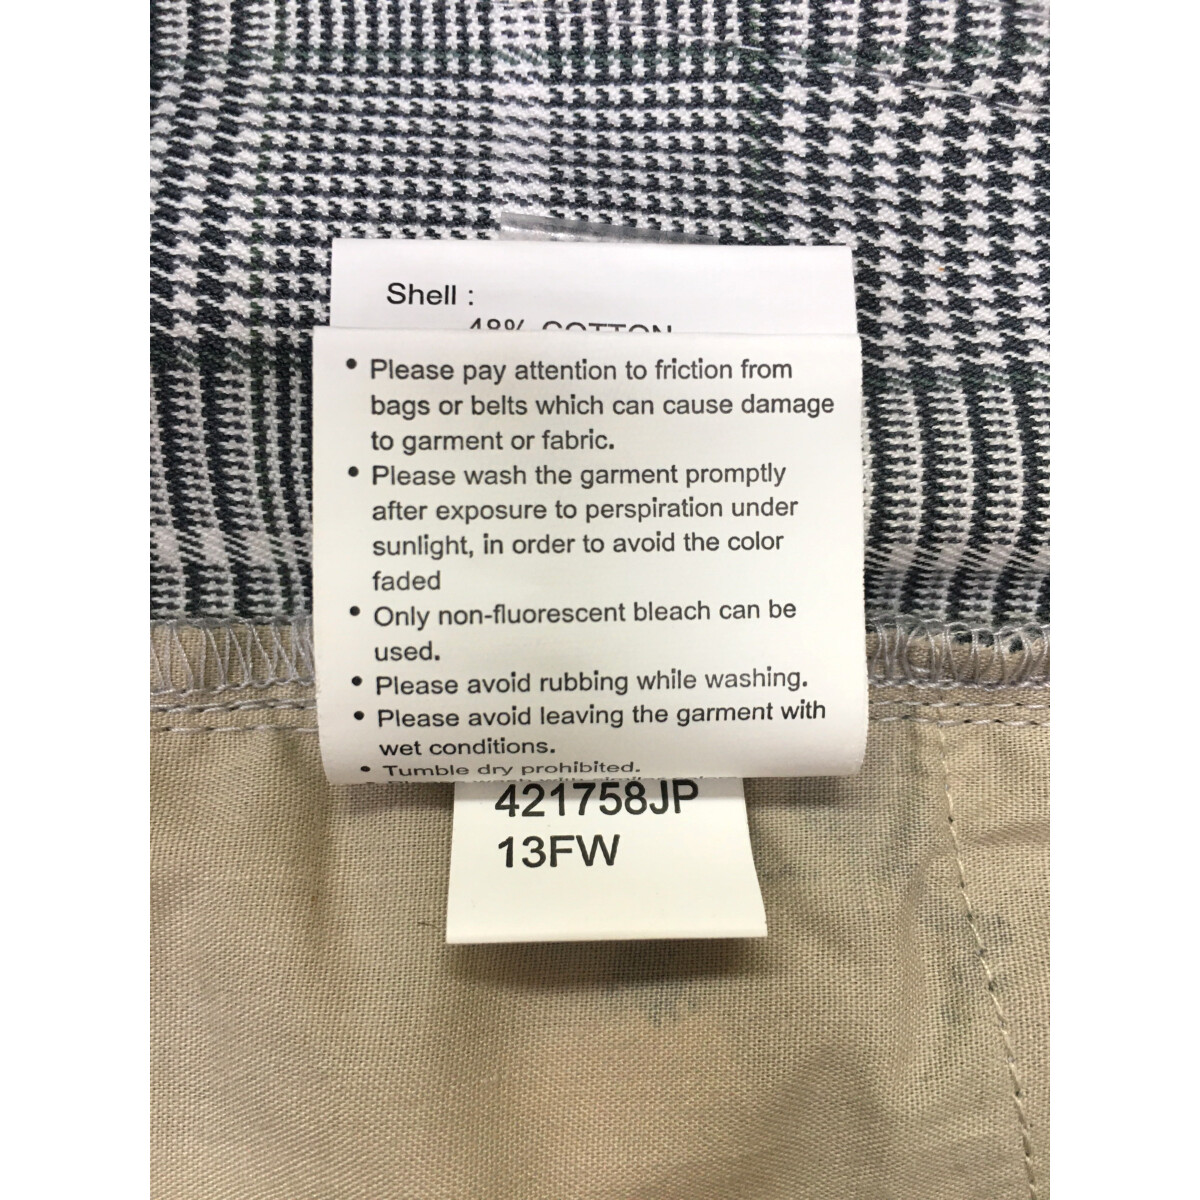 Shell :
48% COTTON
• Please pay attention to friction from
bags or belts which can cause damage
to garment or fabric.
• Please wash the garment promptly
after exposure to perspiration under
sunlight, in order to avoid the color
faded
• Only non-fluorescent bleach can be
used.
• Please avoid rubbing while washing.
• Please avoid leaving the garment with
wet conditions.
• Tumble dry prohibited.
421758JP
13FW